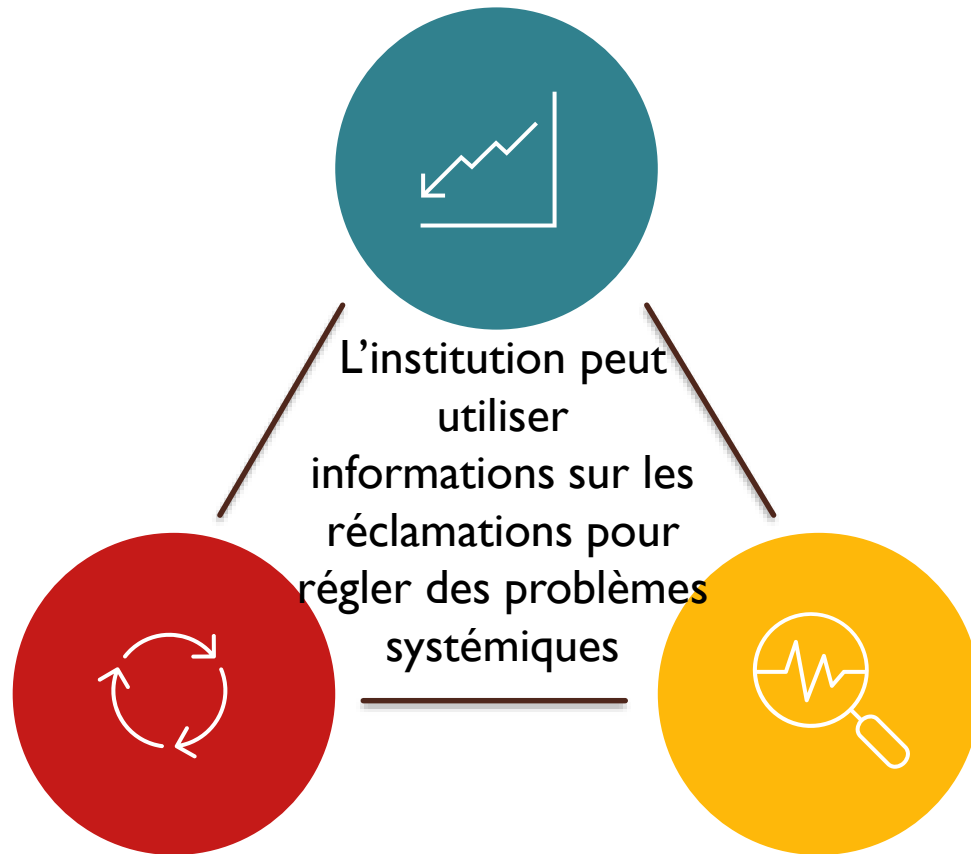 L’institution peut
utiliser
informations sur les
réclamations pour
régler des problèmes
systémiques